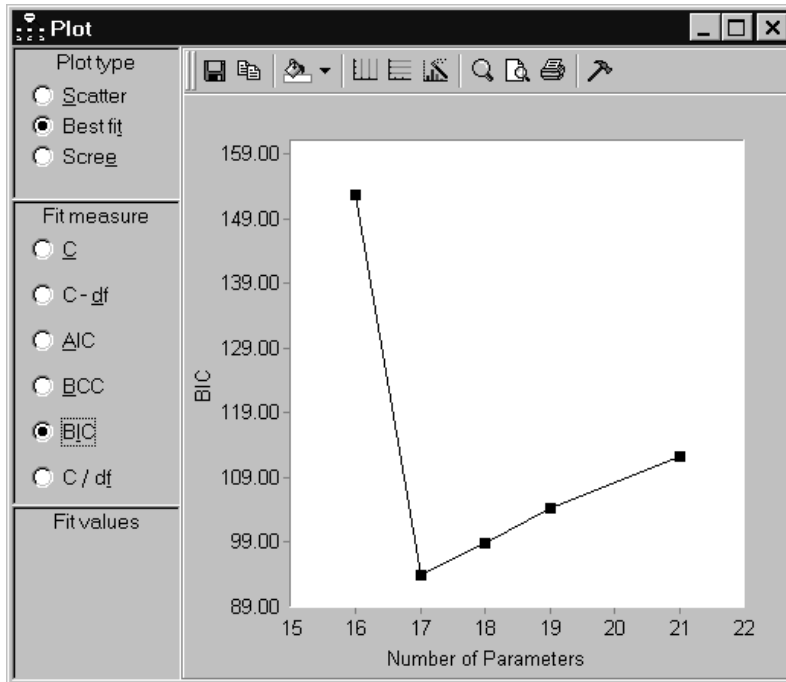 Plot
Plot type
Scatter
Best fit
Scree
Fit measure
C
C - df
AIC
BCC
BIC
C / df
Fit values
159.00
149.00
139.00
129.00
119.00
109.00
99.00
89.00
BIC
15 16 17 18 19 20 21 22
Number of Parameters